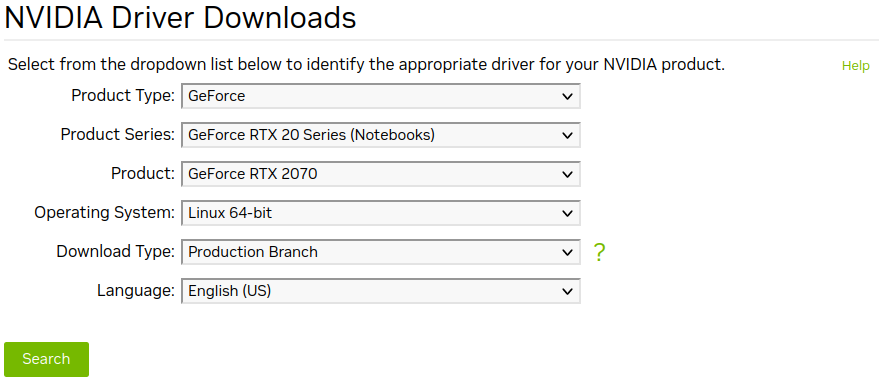 NVIDIA Driver Downloads
Select from the dropdown list below to identify the appropriate driver for your NVIDIA product. Help
Product Type: GeForce
Product Series: GeForce RTX 20 Series (Notebooks)
Product: GeForce RTX 2070
Operating System: Linux 64-bit
Download Type: Production Branch ?
Language: English (US)
Search